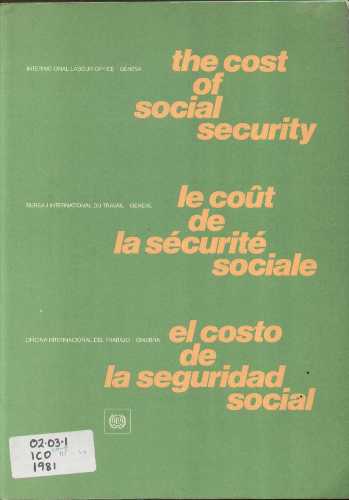 INTERNATIONAL LABOUR OFFICE GENEVA
the cost
of
social
security
BUREAU INTERNATIONAL DU TRAVAIL GENEVE
le coût
de
la sécurité
sociale
OFICINA INTERNACIONAL DEL TRABAJO GINEBRA
el costo
de
la seguridad
social
02·03·1
ICO
1981